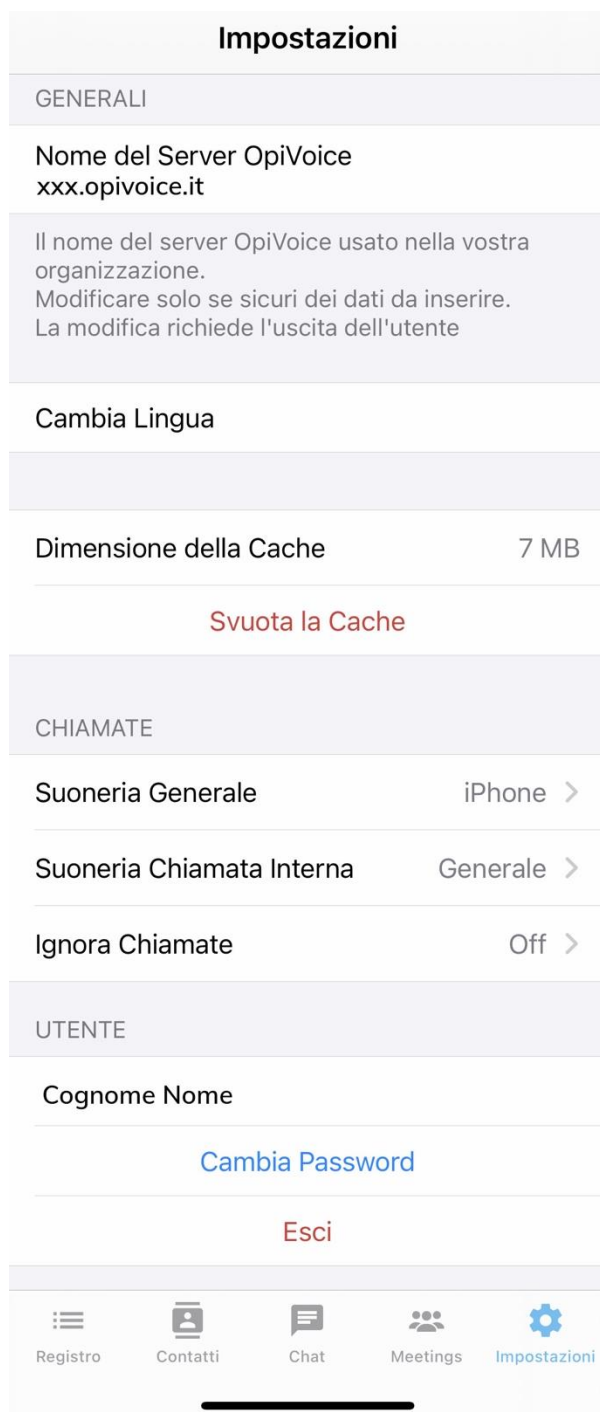 Impostazioni
GENERALI
Nome del Server OpiVoice
xxx.opivoice.it
Il nome del server OpiVoice usato nella vostra
organizzazione.
Modificare solo se sicuri dei dati da inserire.
La modifica richiede l'uscita dell'utente
Cambia Lingua
Dimensione della Cache 7 MB
Svuota la Cache
CHIAMATE
Suoneria Generale iPhone
Suoneria Chiamata Interna Generale
Ignora Chiamate Off
UTENTE
Cognome Nome
Cambia Password
Esci
Registro Contatti Chat Meetings Impostazioni